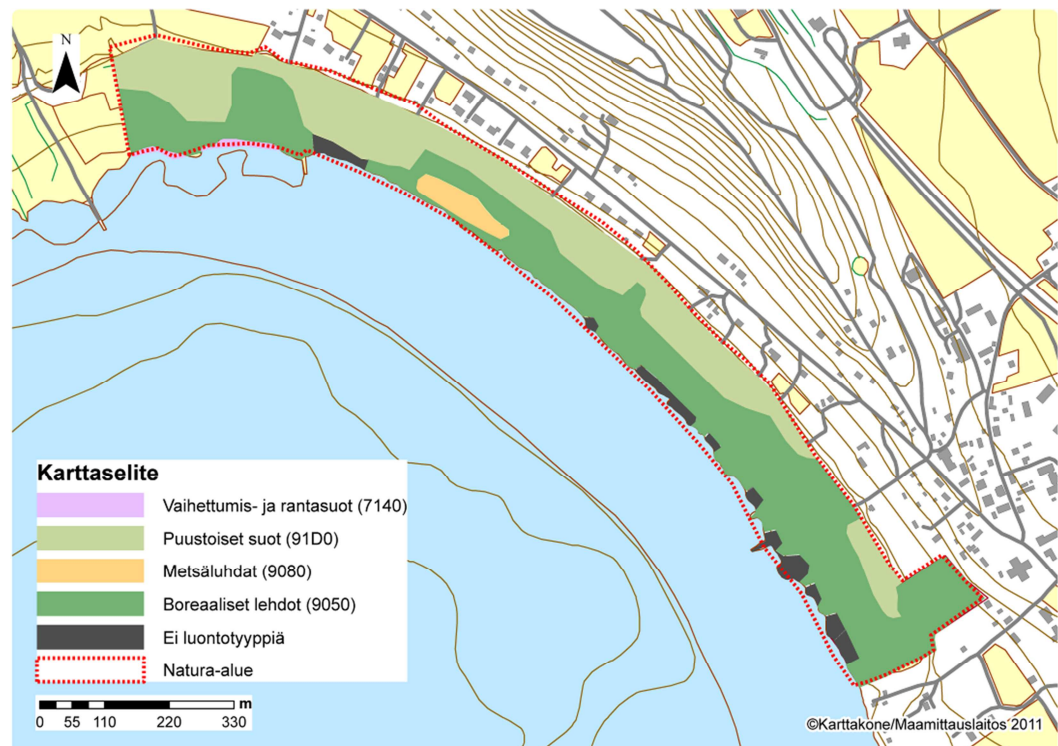 N
Karttaselite
Vaihettumis- ja rantasuot (7140)
Puustoiset suot (91D0)
Metsäluhdat (9080)
Boreaaliset lehdot (9050)
Ei luontotyyppiä
Natura-alue
m
0 55 110 220 330
©Karttakone/Maamittauslaitos 2011